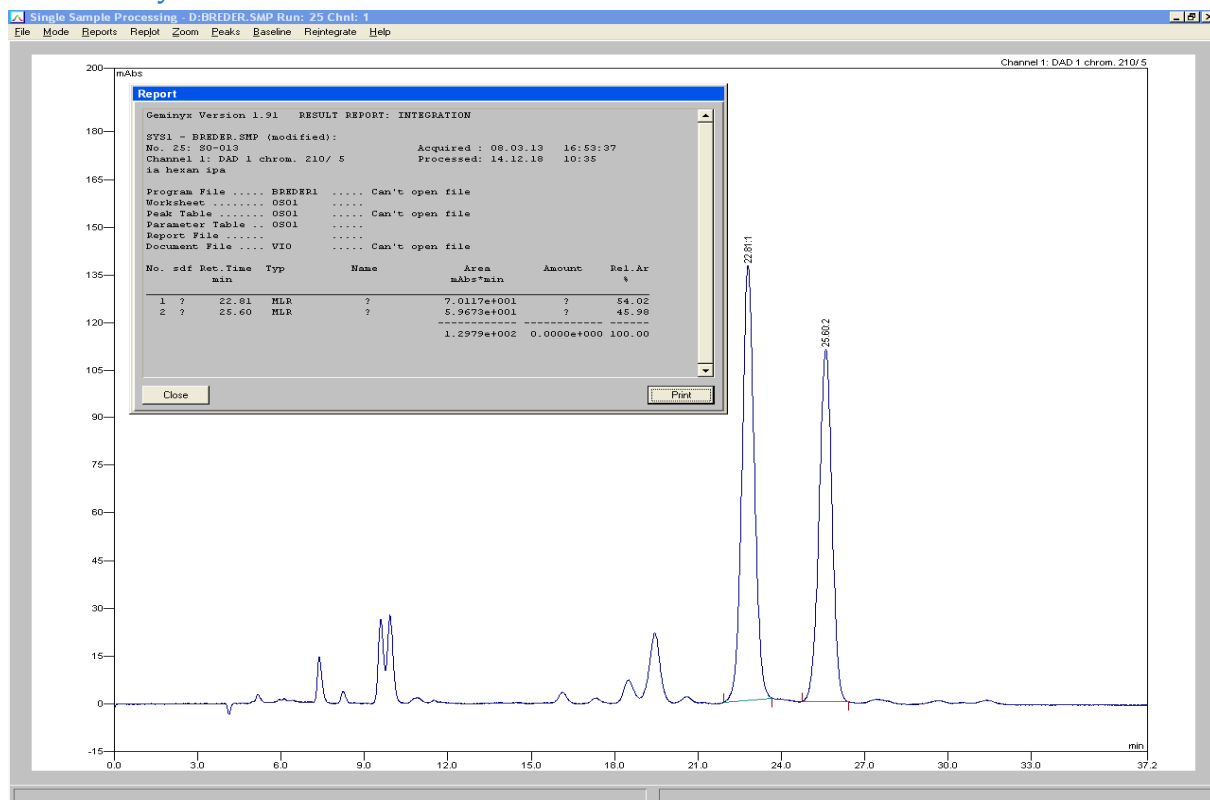 Single Sample Processing - D:BREDER.SMP Run: 25 Chnl: 1
File Mode Reports Replot Zoom Peaks Baseline Reintegrate Help
Channel 1: DAD 1 chrom. 210/ 5
mAbs
Report
Geminyx Version 1.91 RESULT REPORT: INTEGRATION
SYS1 - BREDER.SMP (modified):
No. 25: SO-013 Acquired : 08.03.13 16:53:37
Channel 1: DAD 1 chrom. 210/ 5 Processed: 14.12.18 10:35
ia hexan ipa
Program File ..... BREDER1 ..... Can't open file
Worksheet ........ OS01 .....
Peak Table ....... OS01 ..... Can't open file
Parameter Table .. OS01 .....
Report File ...... .....
Document File .... VIO ..... Can't open file
No. sdf Ret.Time Typ Name Area Amount Rel.Ar
min mAbs*min %
1 ? 22.81 MLR ? 7.0117e+001 ? 54.02
2 ? 25.60 MLR ? 5.9673e+001 ? 45.98
------------ ------------ ------
1.2979e+002 0.0000e+000 100.00
Close Print
200
180
165
150
135
120
105
90
75
60
45
30
15
0
-15
22.81:1
25.60:2
min
0.0 3.0 6.0 9.0 12.0 15.0 18.0 21.0 24.0 27.0 30.0 33.0 37.2